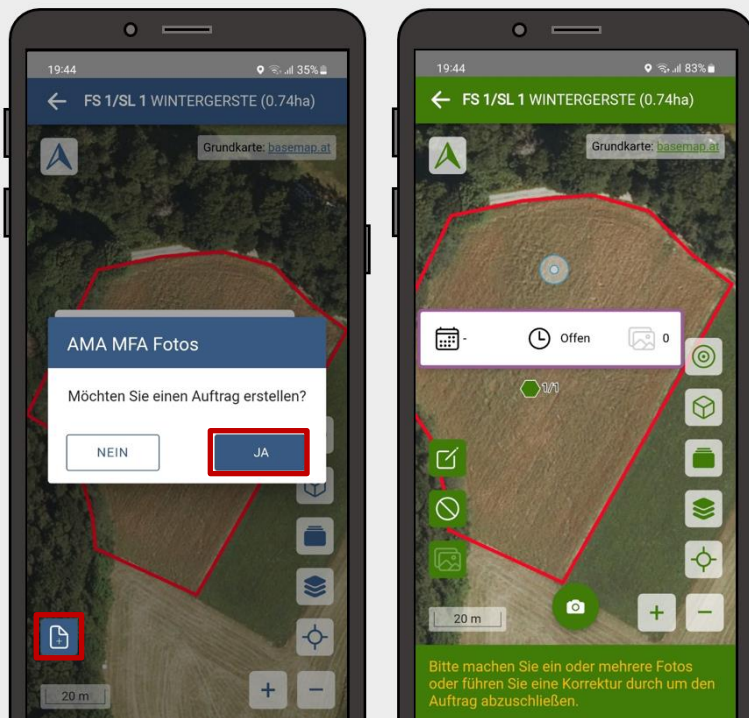 19:44
35%
FS 1/SL 1 WINTERGERSTE (0.74ha)
Grundkarte: basemap.at
AMA MFA Fotos
Möchten Sie einen Auftrag erstellen?
NEIN
JA
20 m
+
−
19:44
83%
FS 1/SL 1 WINTERGERSTE (0.74ha)
Grundkarte: basemap.at
-
Offen
0
1/1
20 m
+
−
Bitte machen Sie ein oder mehrere Fotos
oder führen Sie eine Korrektur durch um den
Auftrag abzuschließen.